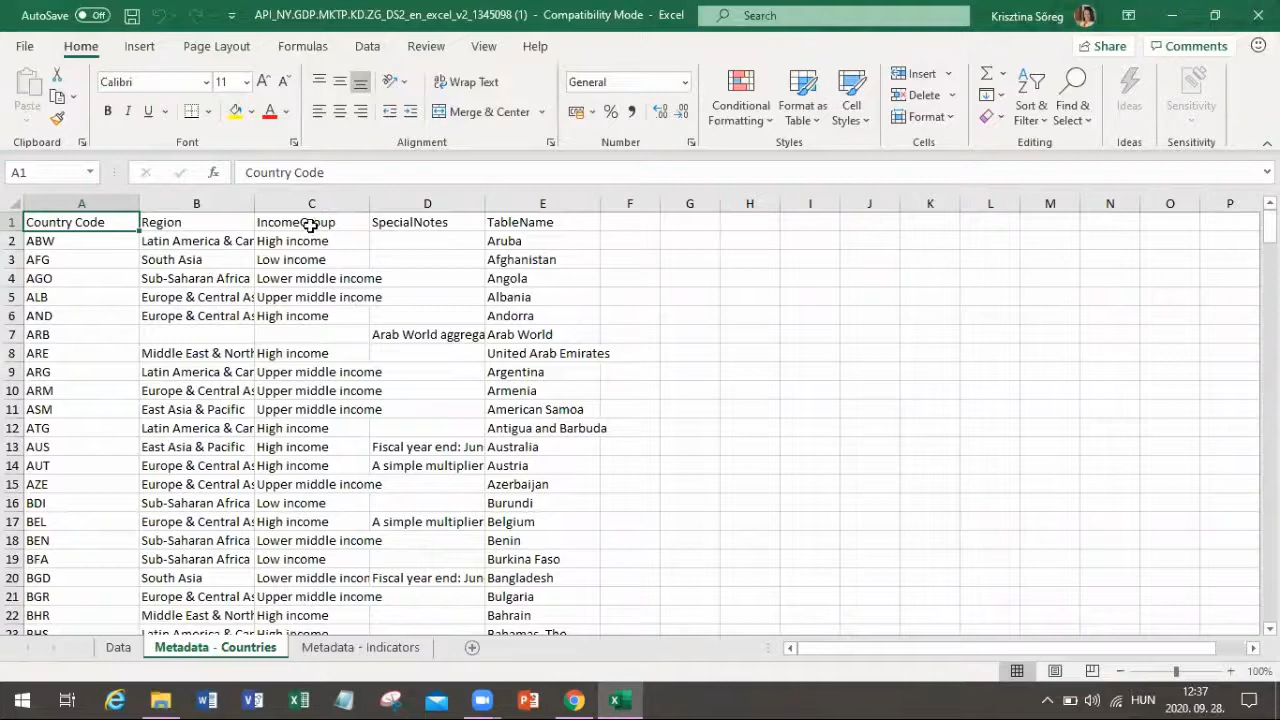 AutoSave Off API_NY.GDP.MKTP.KD.ZG_DS2_en_excel_v2_1345098 (1) - Compatibility Mode - Excel Search Krisztina Sőreg
File Home Insert Page Layout Formulas Data Review View Help Share Comments
Paste Calibri 11 Wrap Text General Conditional Formatting Format as Table Cell Styles Insert Sort & Filter Find & Select Ideas Sensitivity
B I U Merge & Center Delete
Format
Clipboard Font Alignment Number Styles Cells Editing Ideas Sensitivity
A1 fx Country Code
A B C D E F G H I J K L M N O P
1 Country Code Region IncomeGroup SpecialNotes TableName
2 ABW Latin America & Car High income Aruba
3 AFG South Asia Low income Afghanistan
4 AGO Sub-Saharan Africa Lower middle income Angola
5 ALB Europe & Central As Upper middle income Albania
6 AND Europe & Central As High income Andorra
7 ARB Arab World aggrega Arab World
8 ARE Middle East & North High income United Arab Emirates
9 ARG Latin America & Car Upper middle income Argentina
10 ARM Europe & Central As Upper middle income Armenia
11 ASM East Asia & Pacific Upper middle income American Samoa
12 ATG Latin America & Car High income Antigua and Barbuda
13 AUS East Asia & Pacific High income Fiscal year end: Jun Australia
14 AUT Europe & Central As High income A simple multiplier Austria
15 AZE Europe & Central As Upper middle income Azerbaijan
16 BDI Sub-Saharan Africa Low income Burundi
17 BEL Europe & Central As High income A simple multiplier Belgium
18 BEN Sub-Saharan Africa Lower middle income Benin
19 BFA Sub-Saharan Africa Low income Burkina Faso
20 BGD South Asia Lower middle incon Fiscal year end: Jun Bangladesh
21 BGR Europe & Central As Upper middle income Bulgaria
22 BHR Middle East & North High income Bahrain
23 BHS Latin America & Car High income Bahamas, The
Data Metadata - Countries Metadata - Indicators
100%
HUN 12:37
2020. 09. 28.